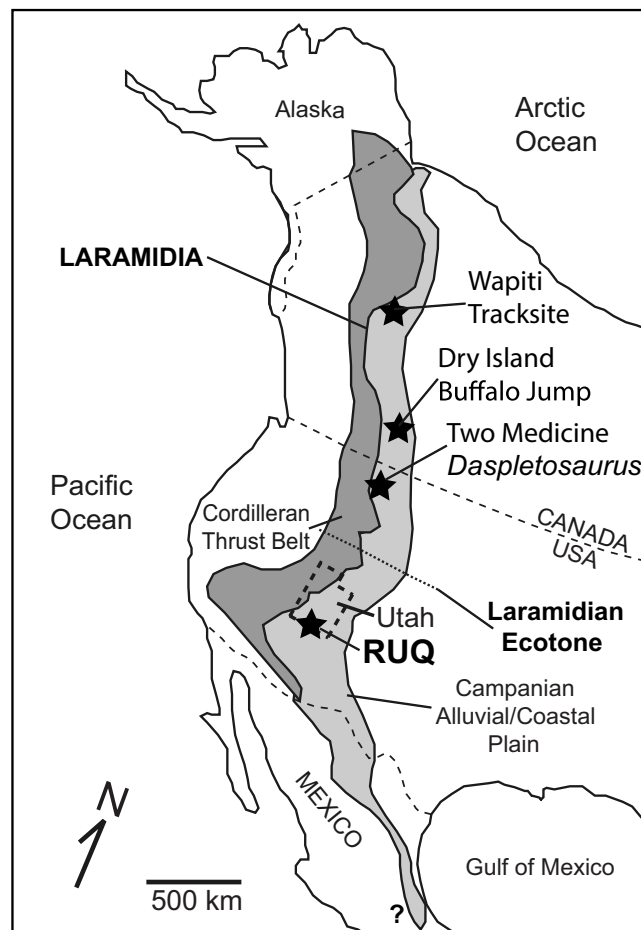 Alaska
Arctic
Ocean
LARAMIDIA
Wapiti
Tracksite
Dry Island
Buffalo Jump
Two Medicine
Daspletosaurus
Pacific
Ocean
Cordilleran
Thrust Belt
CANADA
USA
Utah
RUQ
Laramidian
Ecotone
Campanian
Alluvial/Coastal
Plain
N
MEXICO
500 km
Gulf of Mexico
?